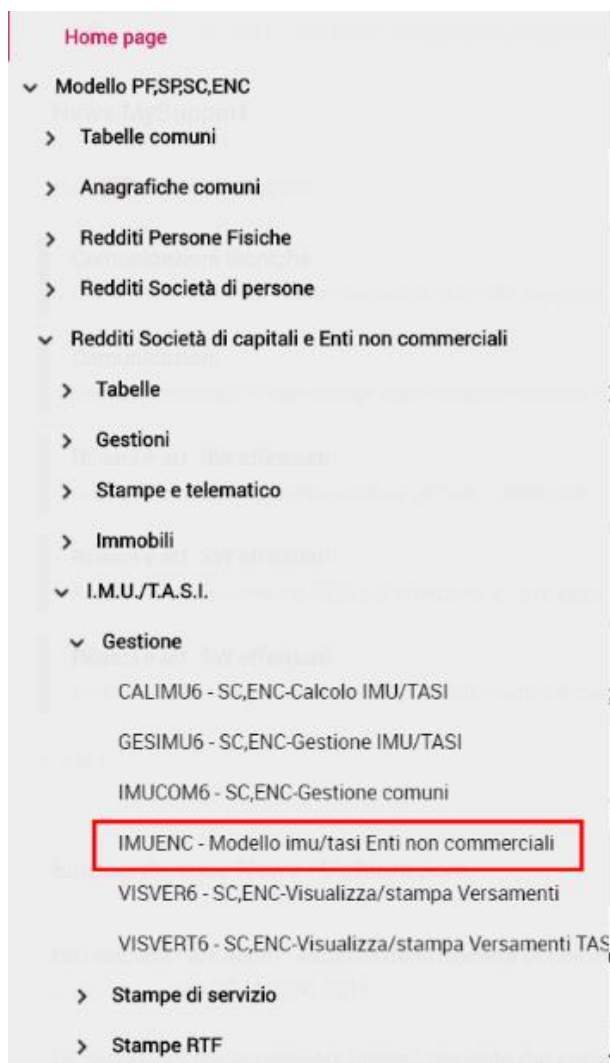 Home page
Modello PF,SP,SC,ENC
Tabelle comuni
Anagrafiche comuni
Redditi Persone Fisiche
Redditi Società di persone
Redditi Società di capitali e Enti non commerciali
Tabelle
Gestioni
Stampe e telematico
Immobili
I.M.U./T.A.S.I.
Gestione
CALIMU6 - SC,ENC-Calcolo IMU/TASI
GESIMU6 - SC,ENC-Gestione IMU/TASI
IMUCOM6 - SC,ENC-Gestione comuni
IMUENC - Modello imu/tasi Enti non commerciali
VISVER6 - SC,ENC-Visualizza/stampa Versamenti
VISVERT6 - SC,ENC-Visualizza/stampa Versamenti TAS
Stampe di servizio
Stampe RTF